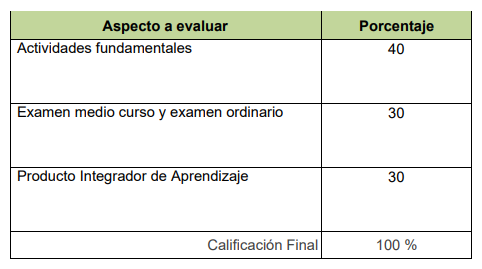 Aspecto a evaluar Porcentaje
Actividades fundamentales 40
Examen medio curso y examen ordinario 30
Producto Integrador de Aprendizaje 30
Calificación Final 100 %